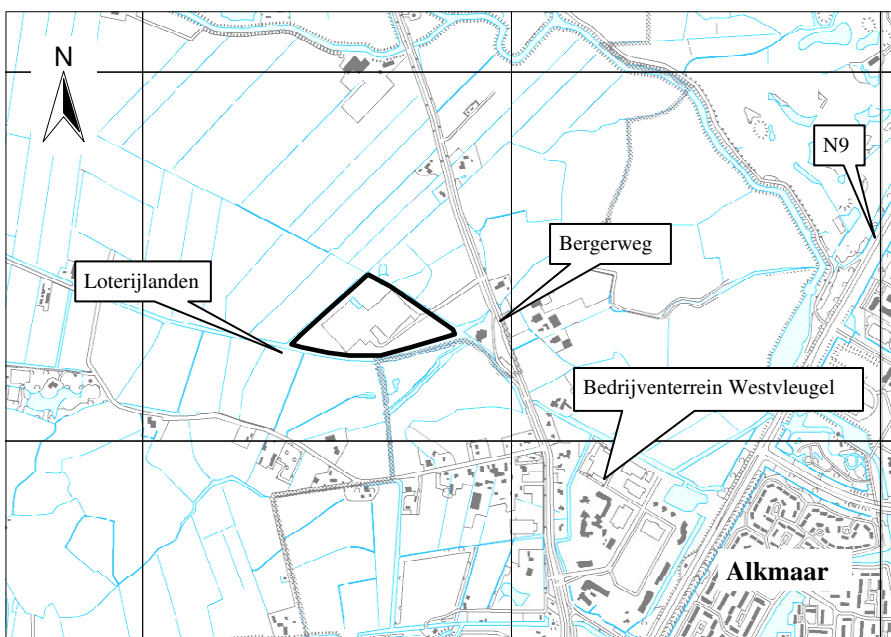 N
N9
Bergerweg
Loterijlanden
Bedrijventerrein Westvleugel
Alkmaar